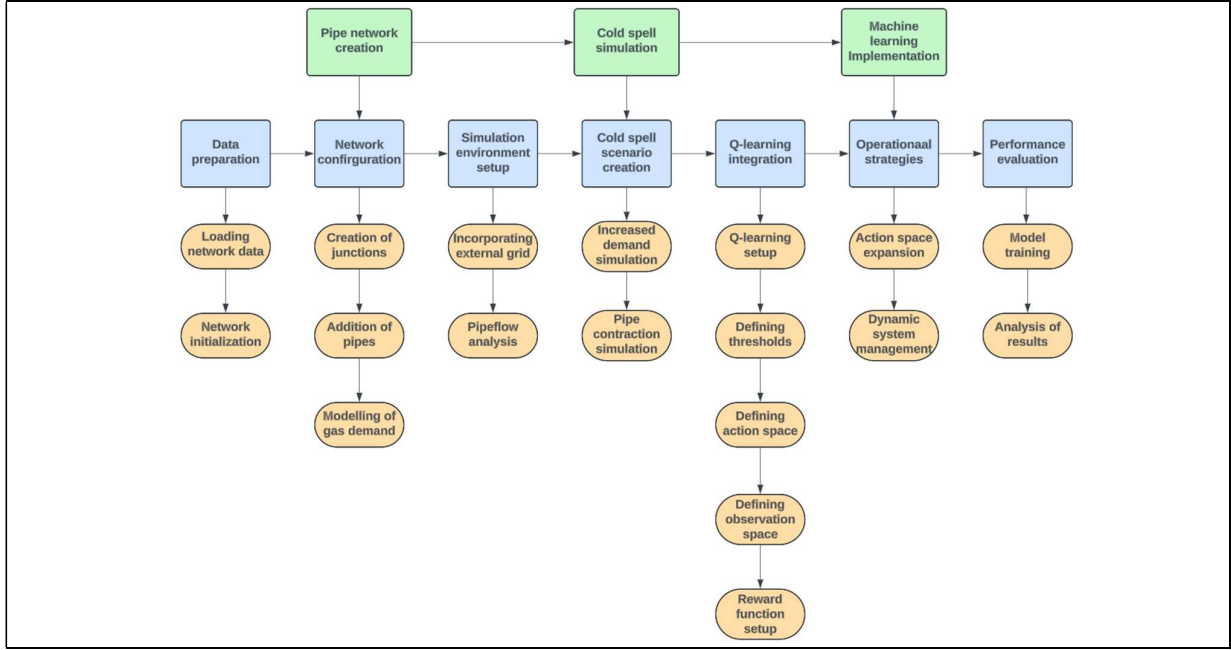 Pipe network
creation
Cold spell
simulation
Machine
learning
Implementation
Data
preparation
Network
confirguration
Simulation
environment
setup
Cold spell
scenario
creation
Q-learning
integration
Operationaal
strategies
Performance
evaluation
Loading
network data
Creation of
junctions
Incorporating
external grid
Increased
demand
simulation
Q-learning
setup
Action space
expansion
Model
training
Network
initialization
Addition of
pipes
Pipeflow
analysis
Pipe
contraction
simulation
Defining
thresholds
Dynamic
system
management
Analysis of
results
Modelling of
gas demand
Defining
action space
Defining
observation
space
Reward
function
setup